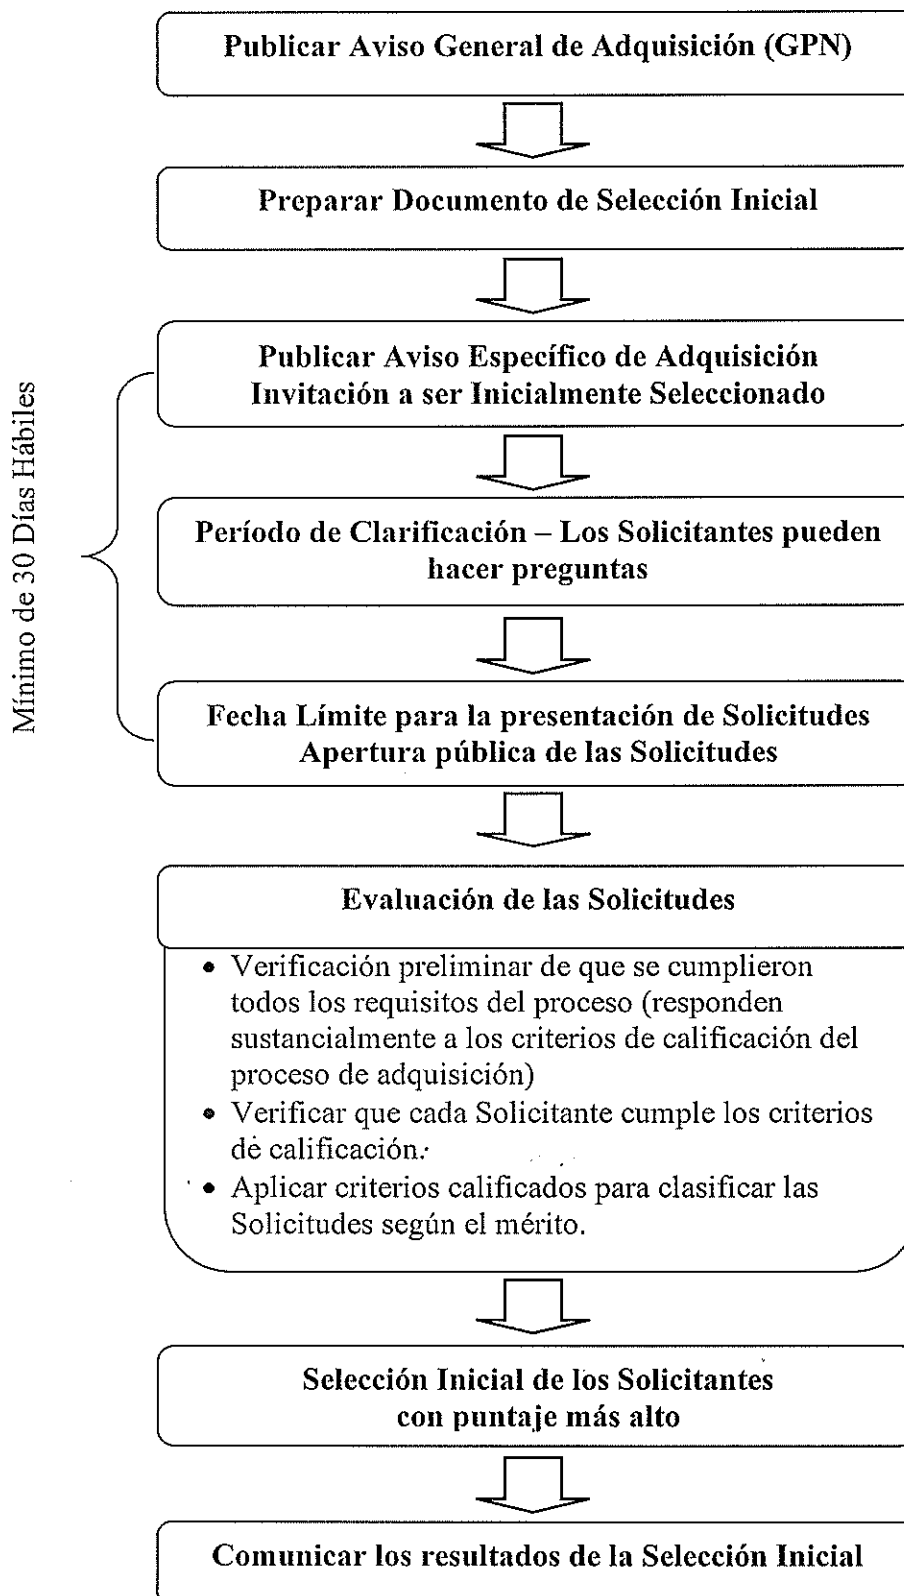 Publicar Aviso General de Adquisición (GPN)
Preparar Documento de Selección Inicial
Mínimo de 30 Días Hábiles
Publicar Aviso Específico de Adquisición
Invitación a ser Inicialmente Seleccionado
Período de Clarificación – Los Solicitantes pueden
hacer preguntas
Fecha Límite para la presentación de Solicitudes
Apertura pública de las Solicitudes
Evaluación de las Solicitudes
• Verificación preliminar de que se cumplieron
todos los requisitos del proceso (responden
sustancialmente a los criterios de calificación del
proceso de adquisición)
• Verificar que cada Solicitante cumple los criterios
de calificación.
• Aplicar criterios calificados para clasificar las
Solicitudes según el mérito.
Selección Inicial de los Solicitantes
con puntaje más alto
Comunicar los resultados de la Selección Inicial